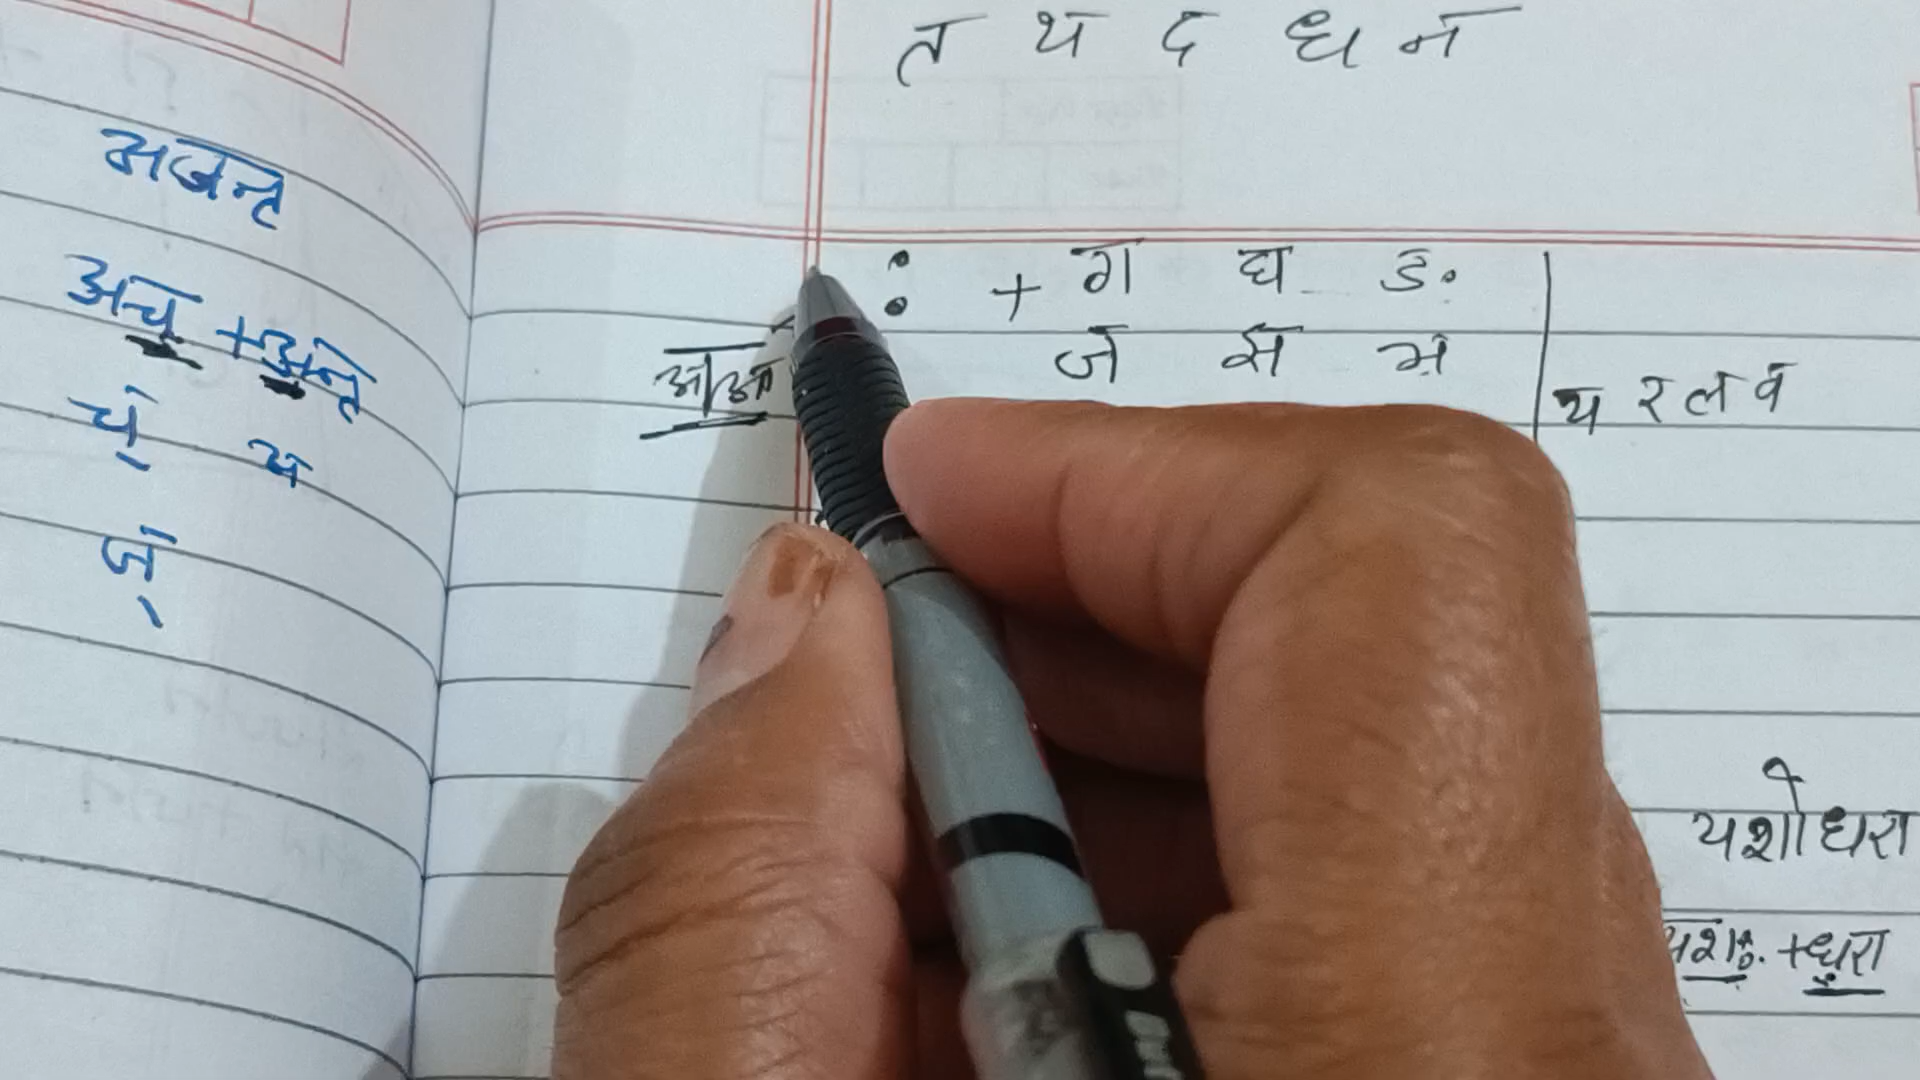 त थ द ध न
अजन्त
अच् + अन्त
च् अ
ज्
: + ग घ ङ
ज झ
अ/आ
य र ल व
यशोधरा
यशः + धरा